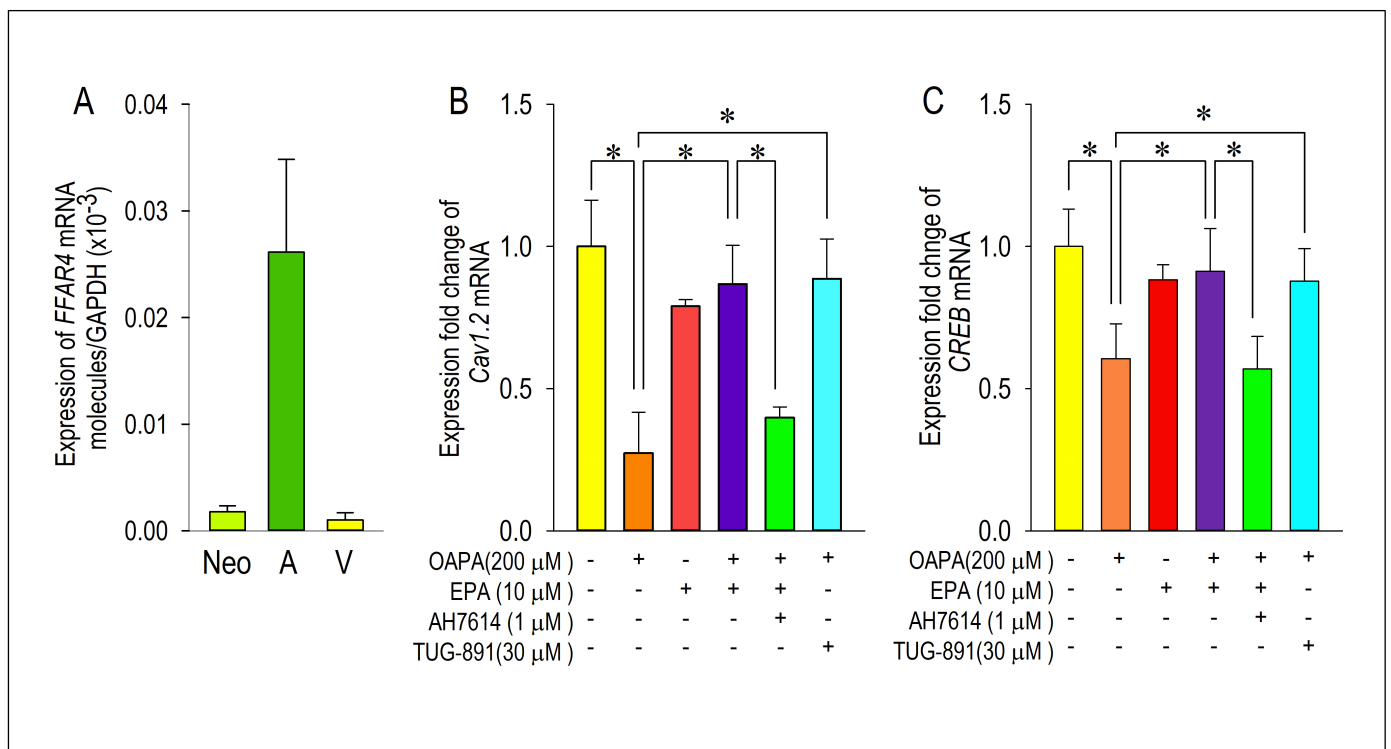 A
0.04
0.03
0.02
0.01
0.00
Expression of FFAR4 mRNA
molecules/GAPDH (x10-3)
Neo A V
B
1.5
1.0
0.5
0.0
Expression fold change of
Cav1.2 mRNA
* * * *
OAPA(200 μM ) - + - + + +
EPA (10 μM ) - - + + + -
AH7614 (1 μM ) - - - - + -
TUG-891(30 μM ) - - - - - +
C
1.5
1.0
0.5
0.0
Expression fold chnge of
CREB mRNA
* * * *
OAPA(200 μM ) - + - + + +
EPA (10 μM ) - - + + + -
AH7614 (1 μM ) - - - - + -
TUG-891(30 μM ) - - - - - +